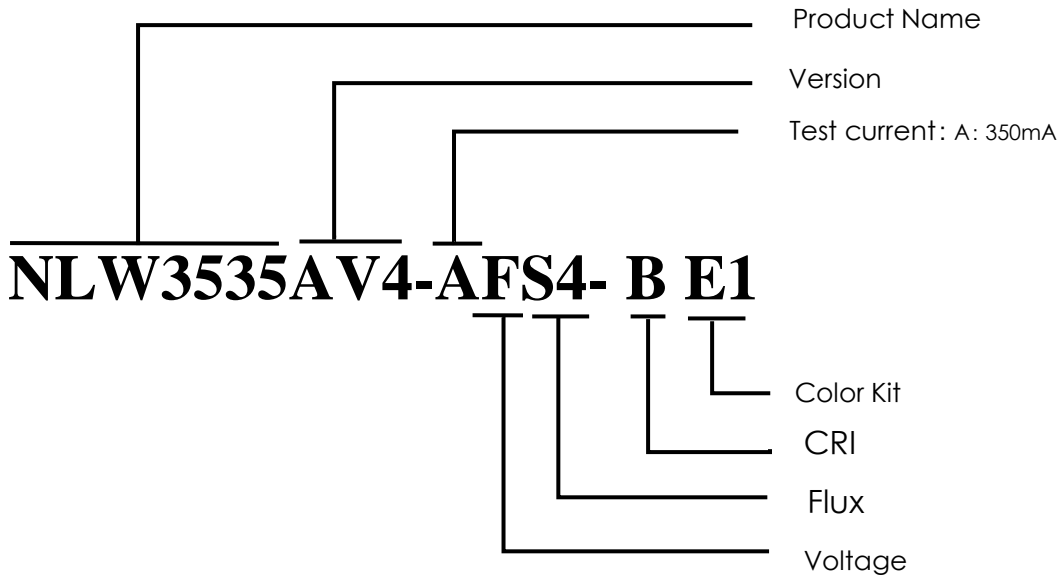 Product Name
Version
Test current: A: 350mA
NLW3535AV4-AFS4- B E1
Color Kit
CRI
Flux
Voltage